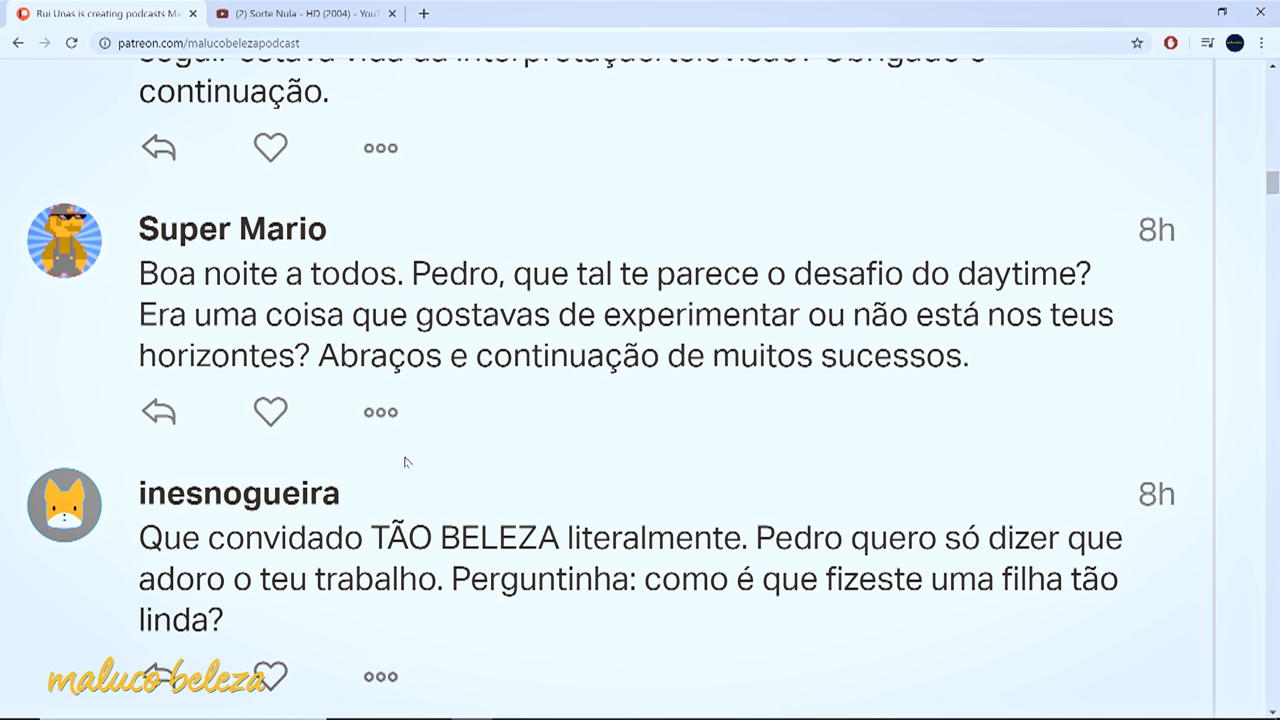 Rui Unas is creating podcasts Ma
(2) Sorte Nula - HD (2004) - YouT
patreon.com/malucobelezapodcast
continuação.
Super Mario
8h
Boa noite a todos. Pedro, que tal te parece o desafio do daytime?
Era uma coisa que gostavas de experimentar ou não está nos teus
horizontes? Abraços e continuação de muitos sucessos.
inesnogueira
8h
Que convidado TÃO BELEZA literalmente. Pedro quero só dizer que
adoro o teu trabalho. Perguntinha: como é que fizeste uma filha tão
linda?
maluco beleza